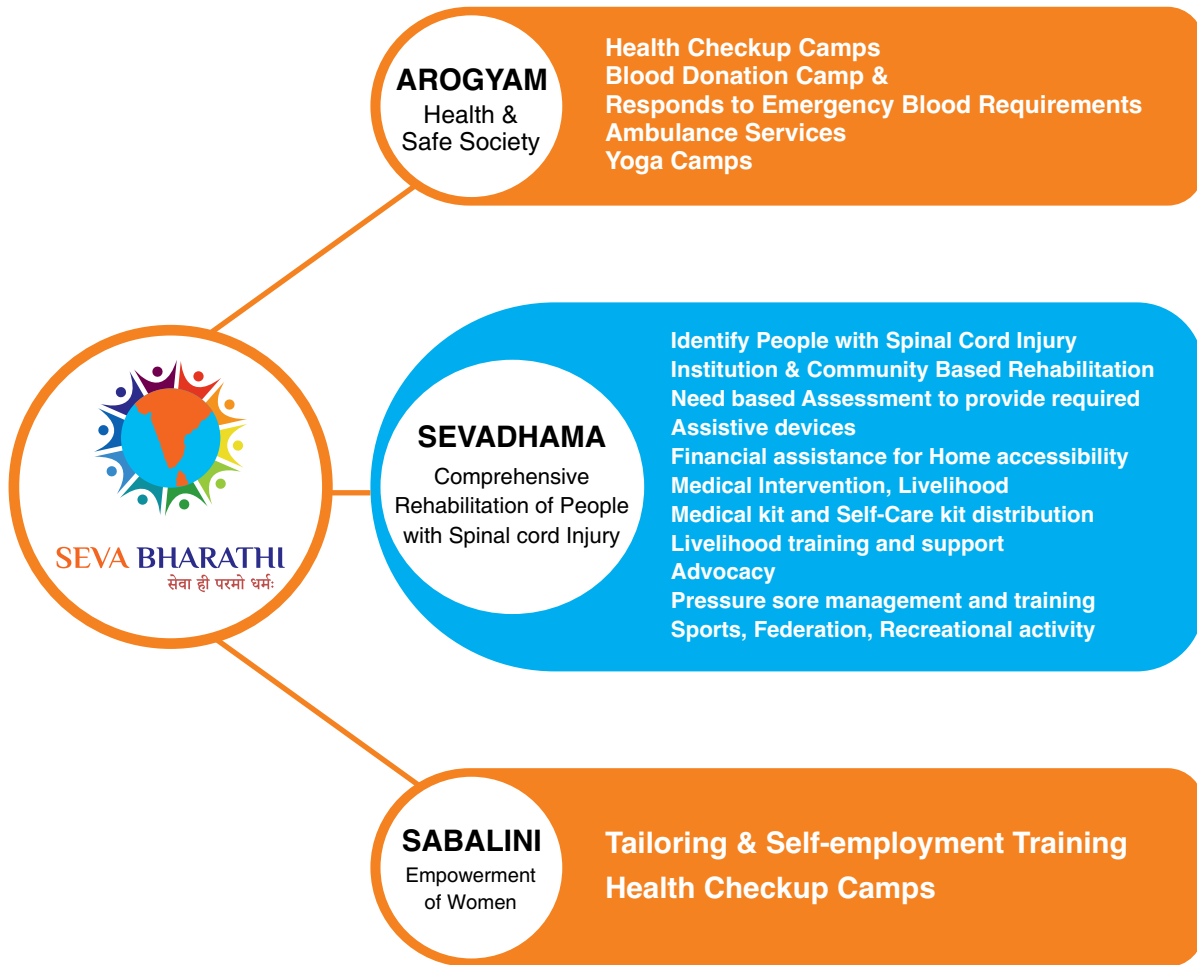 AROGYAM
Health &
Safe Society
Health Checkup Camps
Blood Donation Camp &
Responds to Emergency Blood Requirements
Ambulance Services
Yoga Camps
SEVA BHARATHI
सेवा ही परमो धर्मः
SEVADHAMA
Comprehensive
Rehabilitation of People
with Spinal cord Injury
Identify People with Spinal Cord Injury
Institution & Community Based Rehabilitation
Need based Assessment to provide required
Assistive devices
Financial assistance for Home accessibility
Medical Intervention, Livelihood
Medical kit and Self-Care kit distribution
Livelihood training and support
Advocacy
Pressure sore management and training
Sports, Federation, Recreational activity
SABALINI
Empowerment
of Women
Tailoring & Self-employment Training
Health Checkup Camps